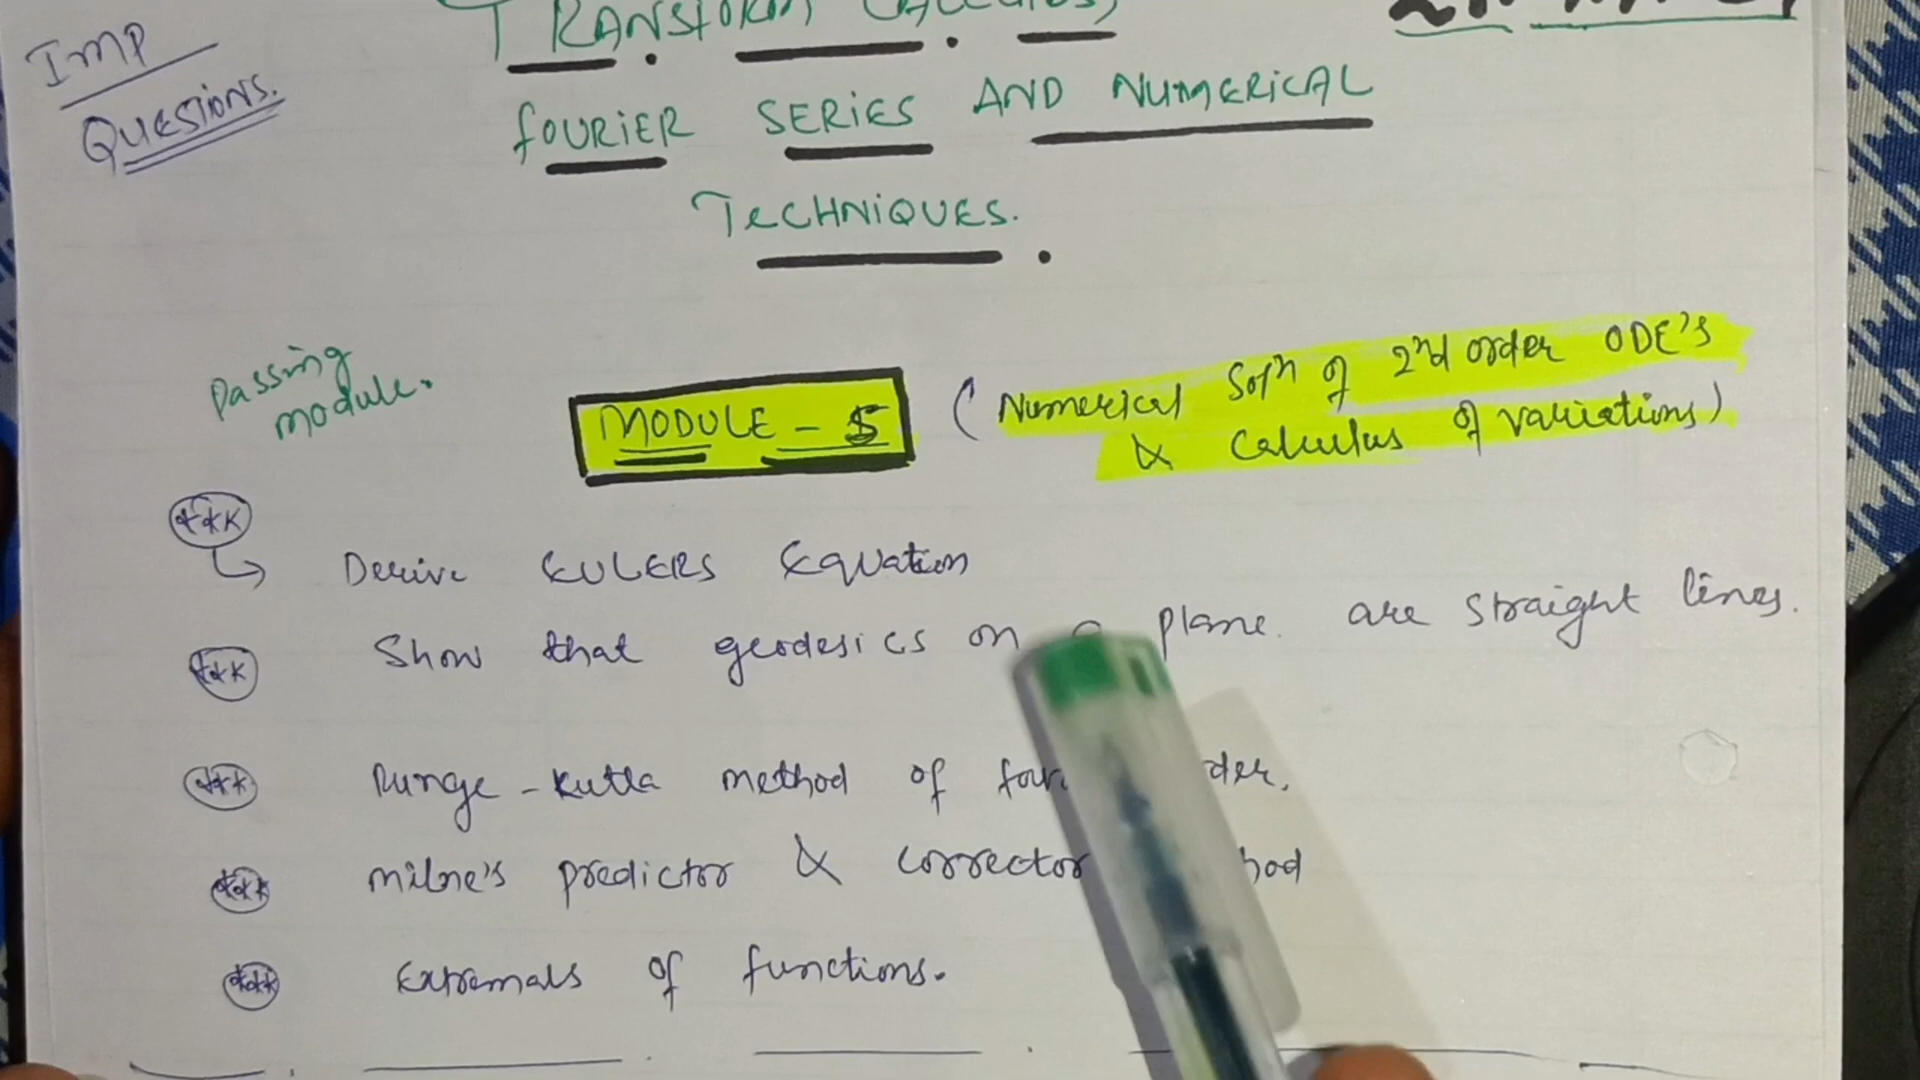 IMP
QUESTIONS.
TRANSFORM CALCULUS,
FOURIER SERIES AND NUMERICAL
TECHNIQUES.
Passing
module.
MODULE - 5
(Numerical Soln of 2nd order ODE's
& Calculus of variations)
*** Derive EULERS Equation
*** Show that geodesics on a plane. are straight lines.
*** Runge-Kutta method of
*** milne's predictor & corrector
*** Extremals of functions.